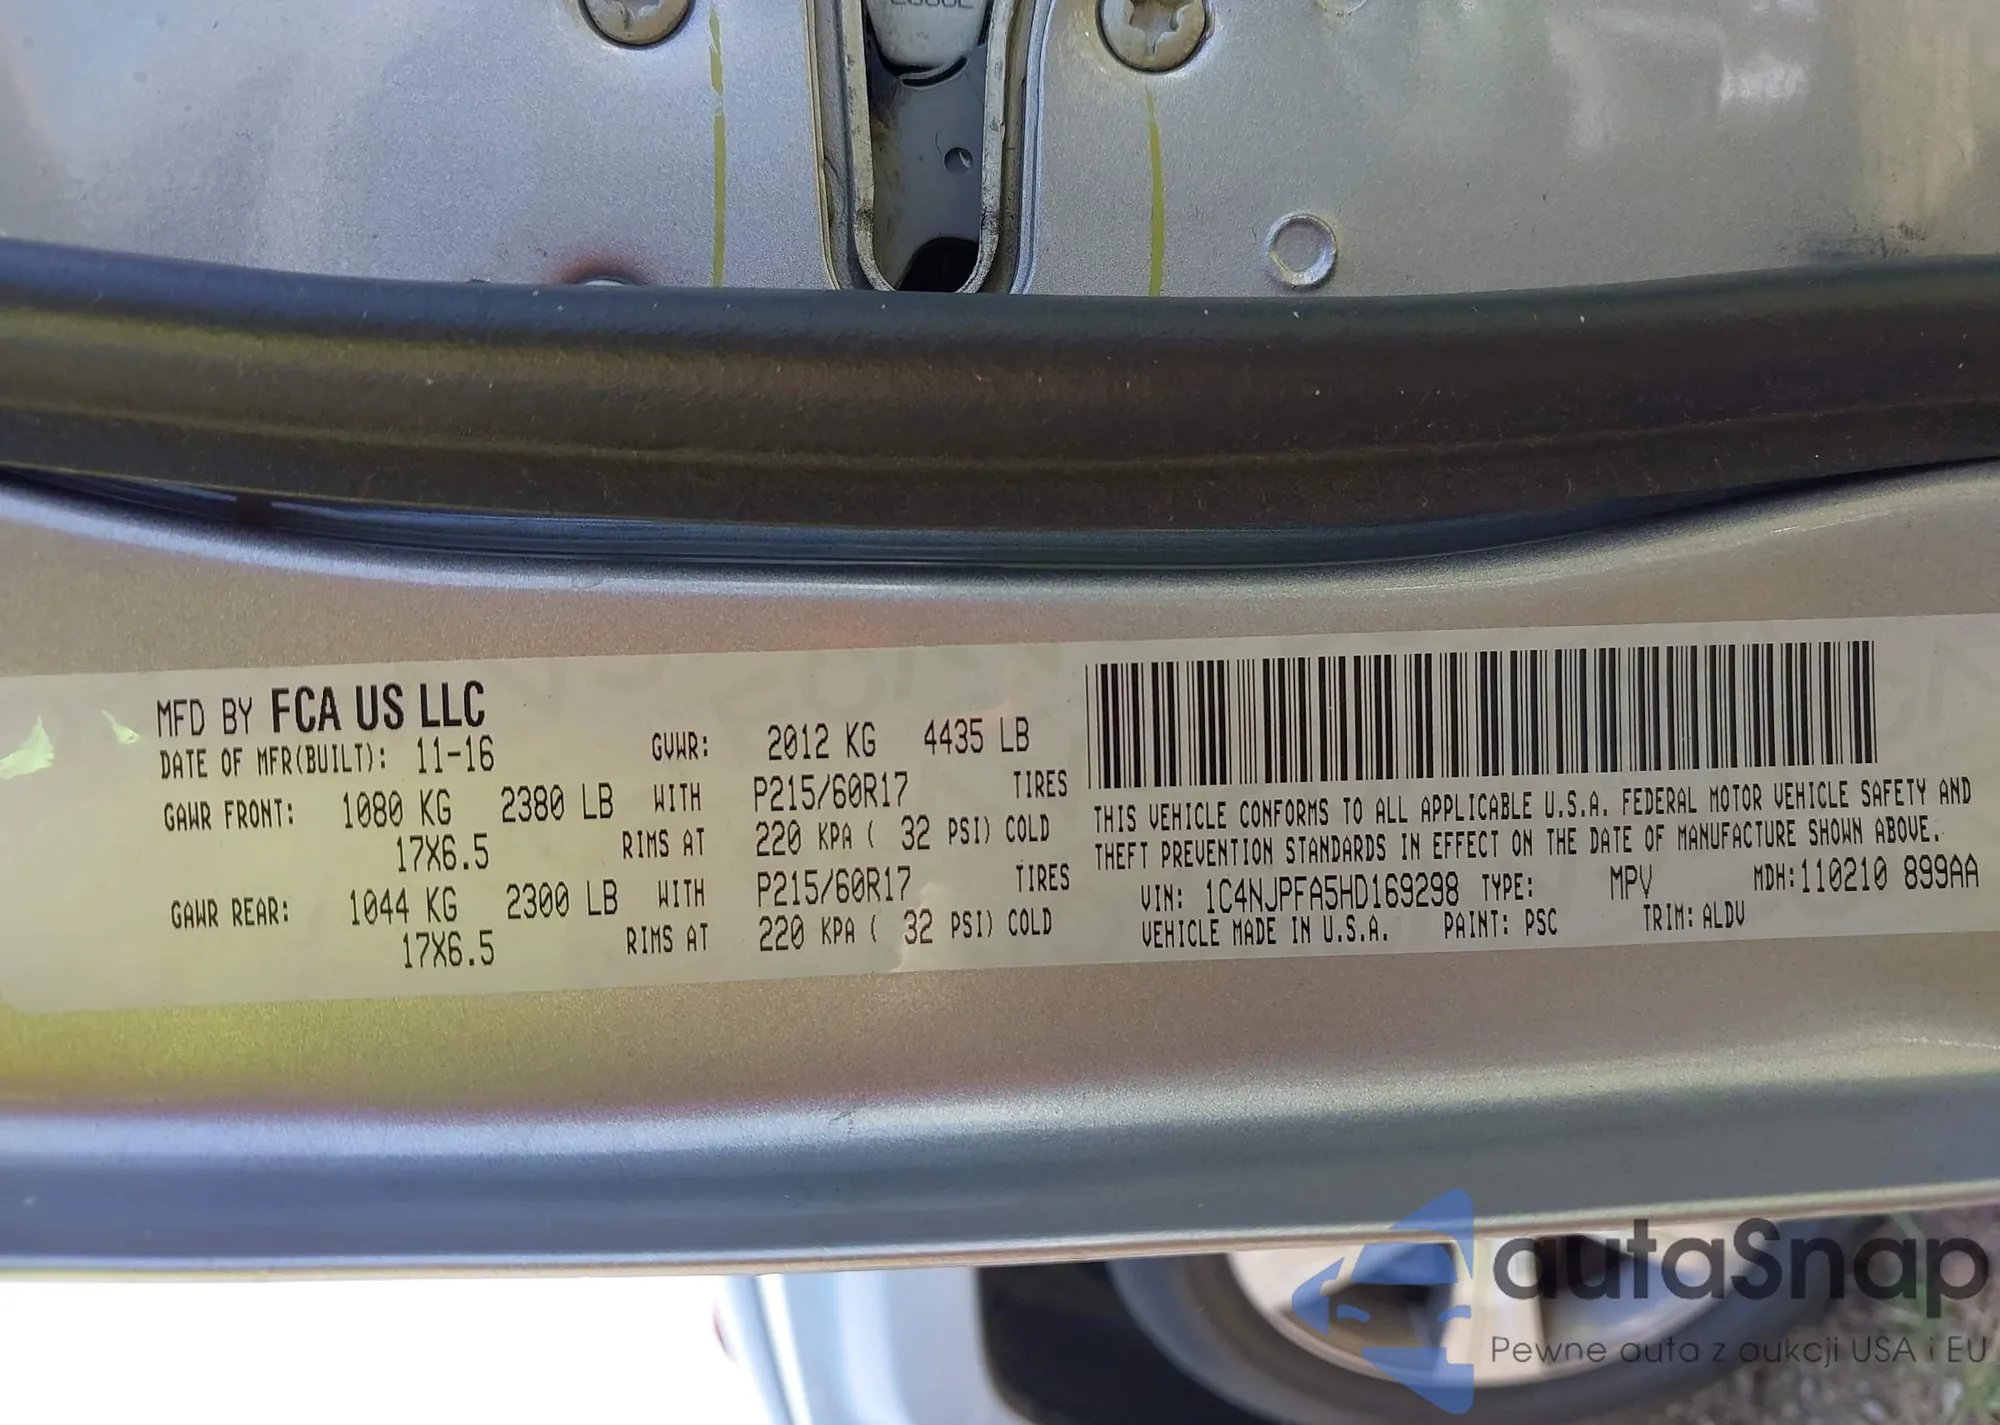 MFD BY FCA US LLC
DATE OF MFR(BUILT): 11-16 GVWR: 2012 KG 4435 LB
GAWR FRONT: 1080 KG 2380 LB WITH P215/60R17 TIRES
17X6.5 RIMS AT 220 KPA ( 32 PSI) COLD
GAWR REAR: 1044 KG 2300 LB WITH P215/60R17 TIRES
17X6.5 RIMS AT 220 KPA ( 32 PSI) COLD
THIS VEHICLE CONFORMS TO ALL APPLICABLE U.S.A. FEDERAL MOTOR VEHICLE SAFETY AND
THEFT PREVENTION STANDARDS IN EFFECT ON THE DATE OF MANUFACTURE SHOWN ABOVE.
VIN: 1C4NJPFA5HD169298 TYPE: MPV MDH:110210 899AA
VEHICLE MADE IN U.S.A. PAINT: PSC TRIM: ALDV
autaSnap
Pewne auta z aukcji USA i EU